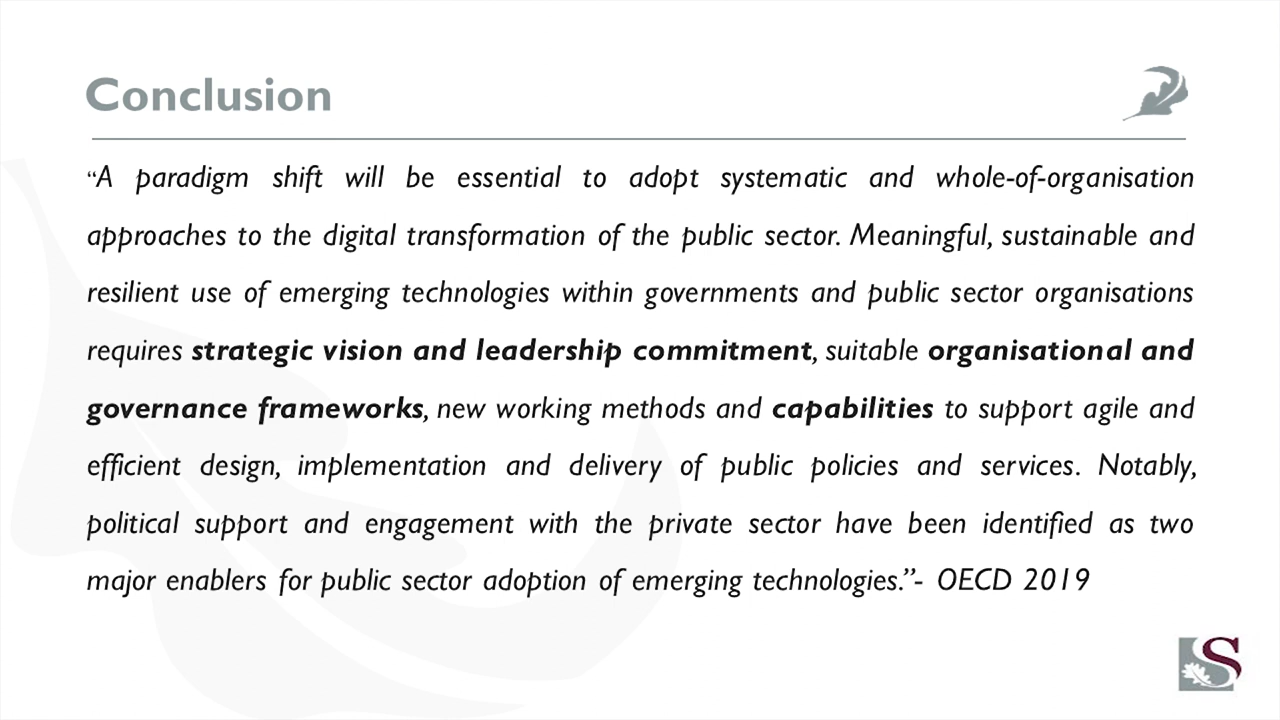 Conclusion
“A paradigm shift will be essential to adopt systematic and whole-of-organisation
approaches to the digital transformation of the public sector. Meaningful, sustainable and
resilient use of emerging technologies within governments and public sector organisations
requires strategic vision and leadership commitment, suitable organisational and
governance frameworks, new working methods and capabilities to support agile and
efficient design, implementation and delivery of public policies and services. Notably,
political support and engagement with the private sector have been identified as two
major enablers for public sector adoption of emerging technologies.”- OECD 2019
S